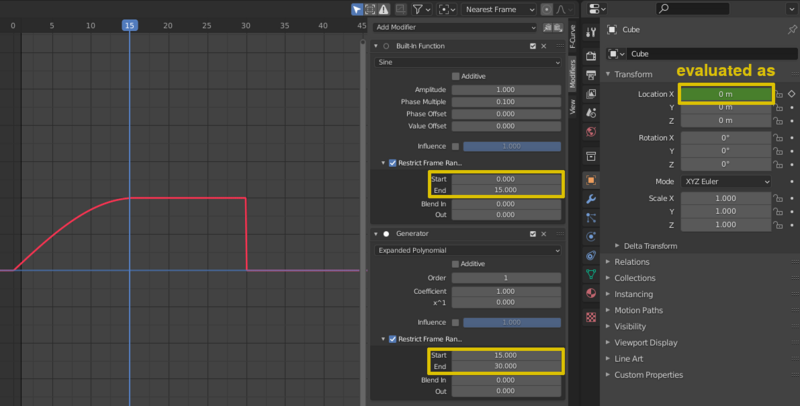 Nearest Frame
0 5 10 15 20 25 30 35 40 45
Add Modifier
Built-In Function
Sine
Additive
Amplitude 1.000
Phase Multiple 0.100
Phase Offset 0.000
Value Offset 0.000
Influence 1.000
Restrict Frame Ran...
Start 0.000
End 15.000
Blend In 0.000
Out 0.000
Generator
Expanded Polynomial
Additive
Order 1
Coefficient 1.000
x^1 0.000
Influence 1.000
Restrict Frame Ran...
Start 15.000
End 30.000
Blend In 0.000
Out 0.000
F-Curve
Modifiers
View
Cube
Cube
evaluated as
Transform
Location X 0 m
Y 0 m
Z 0 m
Rotation X 0°
Y 0°
Z 0°
Mode XYZ Euler
Scale X 1.000
Y 1.000
Z 1.000
Delta Transform
Relations
Collections
Instancing
Motion Paths
Visibility
Viewport Display
Line Art
Custom Properties